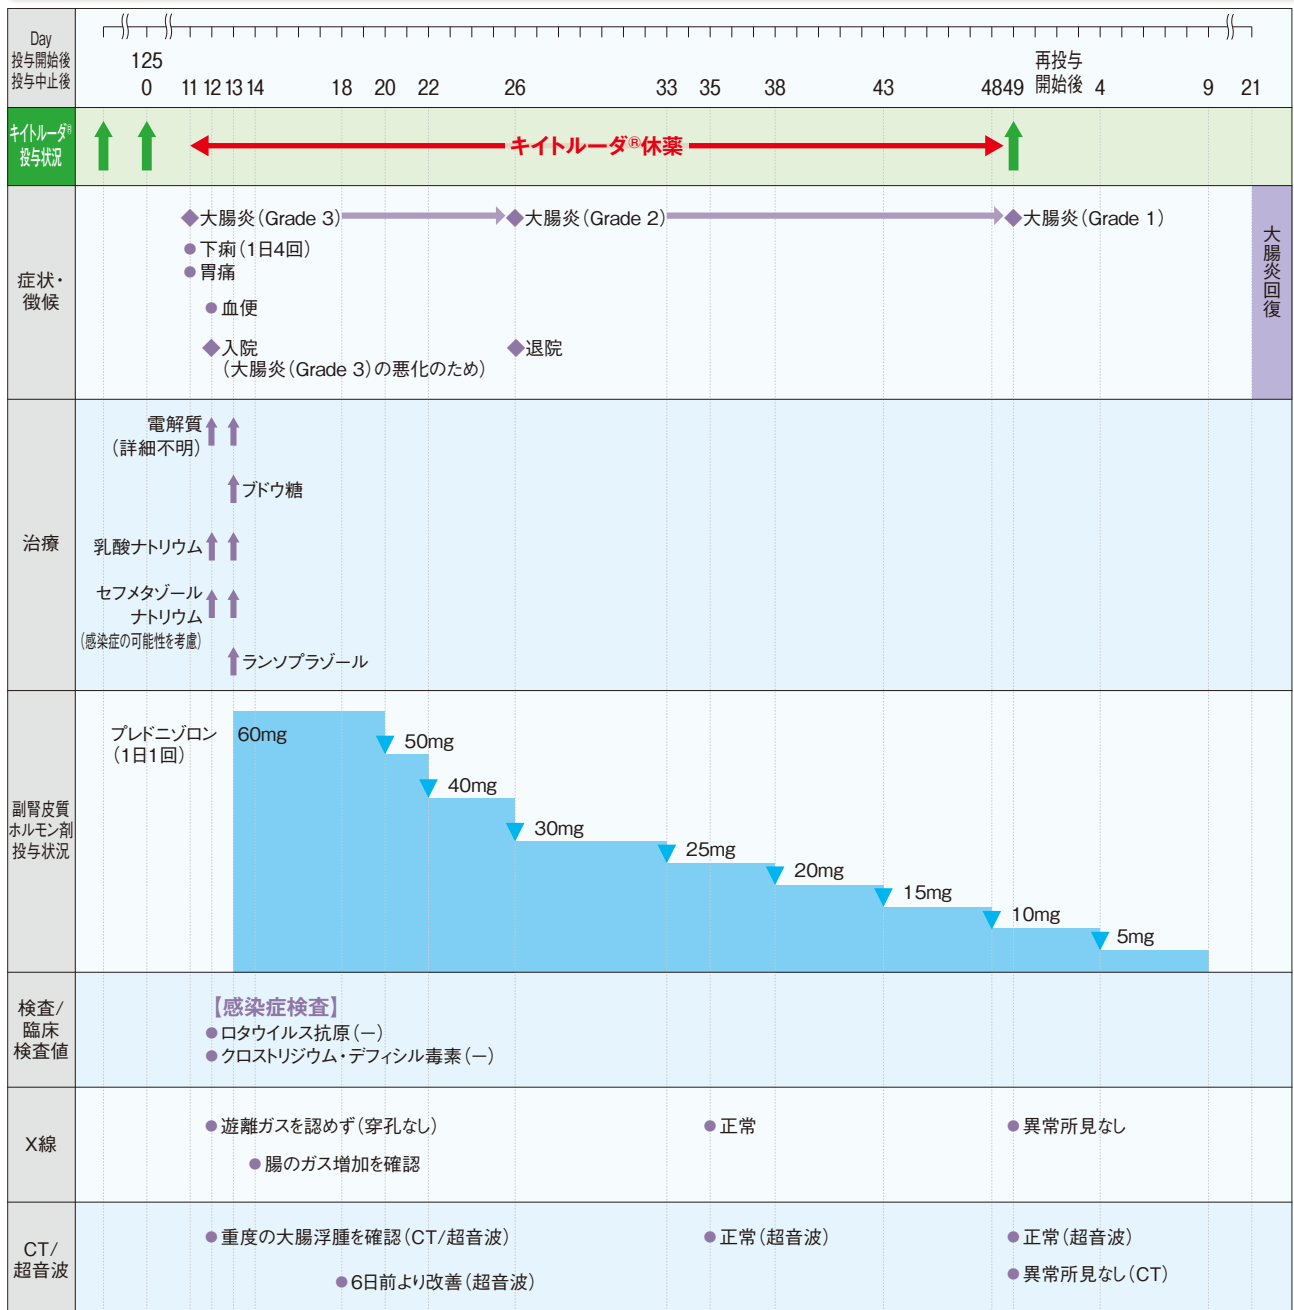 Day
投与開始後
投与中止後
125
0
11 12 13 14 18 20 22 26 33 35 38 43 48 49
再投与
開始後 4 9 21
キイトルーダ®
投与状況
キイトルーダ®休薬
症状・
徴候
大腸炎（Grade 3）
大腸炎（Grade 2）
大腸炎（Grade 1）
下痢（1日4回）
胃痛
血便
入院
（大腸炎（Grade 3）の悪化のため）
退院
大腸炎回復
治療
電解質
（詳細不明）
ブドウ糖
乳酸ナトリウム
セフメタゾール
ナトリウム
（感染症の可能性を考慮）
ランソプラゾール
副腎皮質
ホルモン剤
投与状況
プレドニゾロン
（1日1回）
60mg
50mg
40mg
30mg
25mg
20mg
15mg
10mg
5mg
検査/
臨床
検査値
【感染症検査】
ロタウイルス抗原（－）
クロストリジウム・デフィシル毒素（－）
X線
遊離ガスを認めず（穿孔なし）
正常
異常所見なし
腸のガス増加を確認
CT/
超音波
重度の大腸浮腫を確認（CT/超音波）
正常（超音波）
正常（超音波）
6日前より改善（超音波）
異常所見なし（CT）